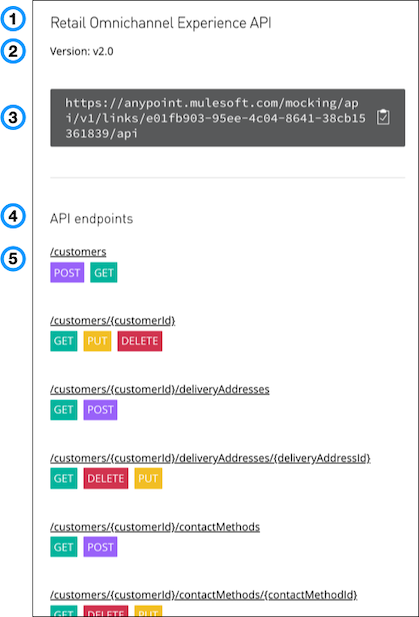 1 Retail Omnichannel Experience API
2 Version: v2.0
3 https://anypoint.mulesoft.com/mocking/ap
i/v1/links/e01fb903-95ee-4c04-8641-38cb15
361839/api
4 API endpoints
5 /customers
POST GET
/customers/{customerId}
GET PUT DELETE
/customers/{customerId}/deliveryAddresses
GET POST
/customers/{customerId}/deliveryAddresses/{deliveryAddressId}
GET DELETE PUT
/customers/{customerId}/contactMethods
GET POST
/customers/{customerId}/contactMethods/{contactMethodId}
GET DELETE PUT